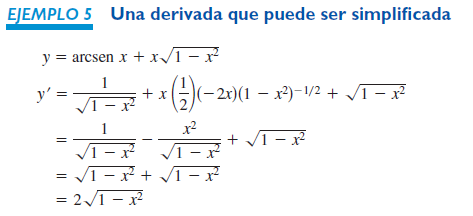 EJEMPLO 5 Una derivada que puede ser simplificada
y = arcsen x + x√(1 − x²)
y′ = 1/√(1 − x²) + x(1/2)(−2x)(1 − x²)^(−1/2) + √(1 − x²)
= 1/√(1 − x²) − x²/√(1 − x²) + √(1 − x²)
= √(1 − x²) + √(1 − x²)
= 2√(1 − x²)